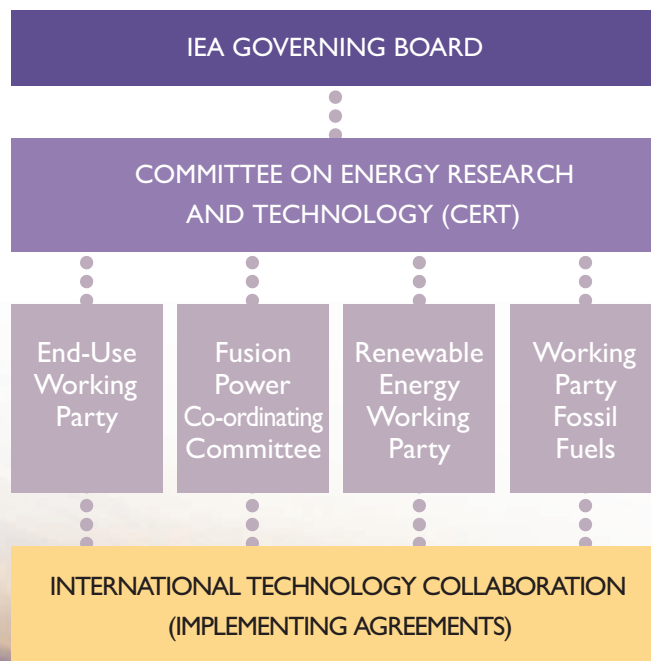 IEA GOVERNING BOARD
COMMITTEE ON ENERGY RESEARCH
AND TECHNOLOGY (CERT)
End-Use
Working
Party
Fusion
Power
Co-ordinating
Committee
Renewable
Energy
Working
Party
Working
Party
Fossil
Fuels
INTERNATIONAL TECHNOLOGY COLLABORATION
(IMPLEMENTING AGREEMENTS)